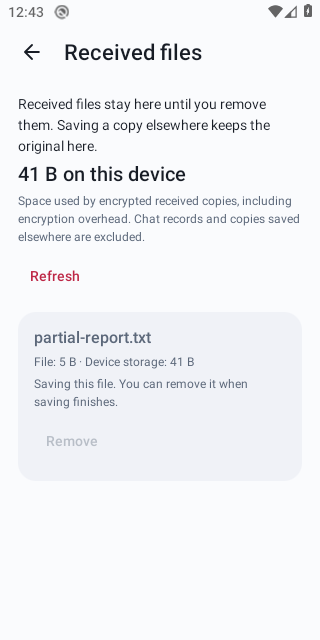 12:43
Received files
Received files stay here until you remove
them. Saving a copy elsewhere keeps the
original here.
41 B on this device
Space used by encrypted received copies, including
encryption overhead. Chat records and copies saved
elsewhere are excluded.
Refresh
partial-report.txt
File: 5 B · Device storage: 41 B
Saving this file. You can remove it when
saving finishes.
Remove